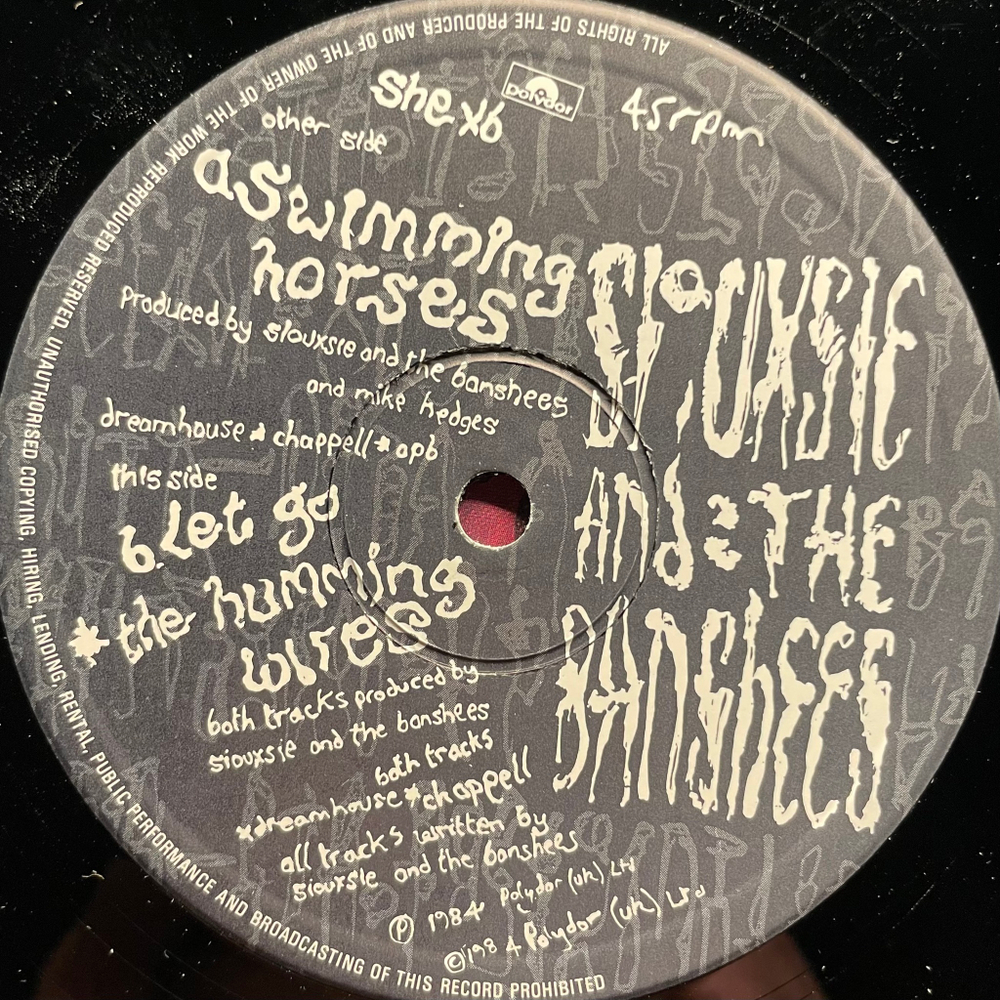 ALL RIGHTS OF THE PRODUCER AND OF THE OWNER OF THE WORK REPRODUCED RESERVED. UNAUTHORISED COPYING, HIRING, LENDING, RENTAL, PUBLIC PERFORMANCE AND BROADCASTING OF THIS RECORD PROHIBITED
she x6
polydor
45rpm
other side
a swimming
horses
produced by siouxsie and the banshees
and mike hedges
dreamhouse * chappell * apb
this side
b. Let go
* the humming
wires
both tracks produced by
siouxsie and the banshees
both tracks
*dreamhouse *chappell
all tracks written by
siouxsie and the banshees
℗ 1984 Polydor (uk) Ltd
© 1984 Polydor (uk) Ltd
SIOUXSIE
AND THE
BANSHEES